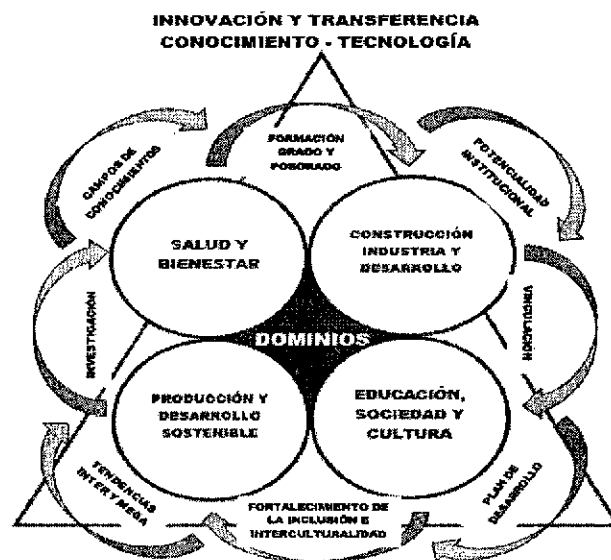 INNOVACIÓN Y TRANSFERENCIA
CONOCIMIENTO - TECNOLOGÍA
CAMPOS DE
CONOCIMIENTOS
FORMACIÓN
GRADO Y
POSGRADO
POTENCIALIDAD
INSTITUCIONAL
SALUD Y
BIENESTAR
CONSTRUCCIÓN
INDUSTRIA Y
DESARROLLO
INVESTIGACIÓN
DOMINIOS
VINCULACIÓN
PRODUCCIÓN Y
DESARROLLO
SOSTENIBLE
EDUCACIÓN,
SOCIEDAD Y
CULTURA
TENDENCIAS
INTER Y MEGA
FORTALECIMIENTO DE
LA INCLUSIÓN E
INTERCULTURALIDAD
PLAN DE
DESARROLLO